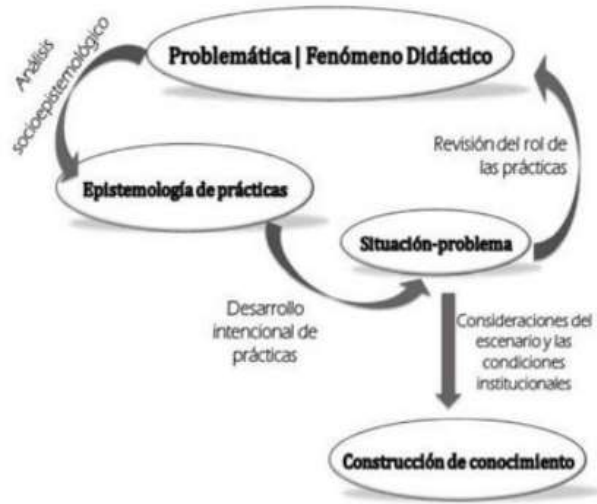 Problemática | Fenómeno Didáctico
Análisis
socioepistemológico
Revisión del rol de
las prácticas
Epistemología de prácticas
Situación-problema
Desarrollo
intencional de
prácticas
Consideraciones del
escenario y las
condiciones
institucionales
Construcción de conocimiento